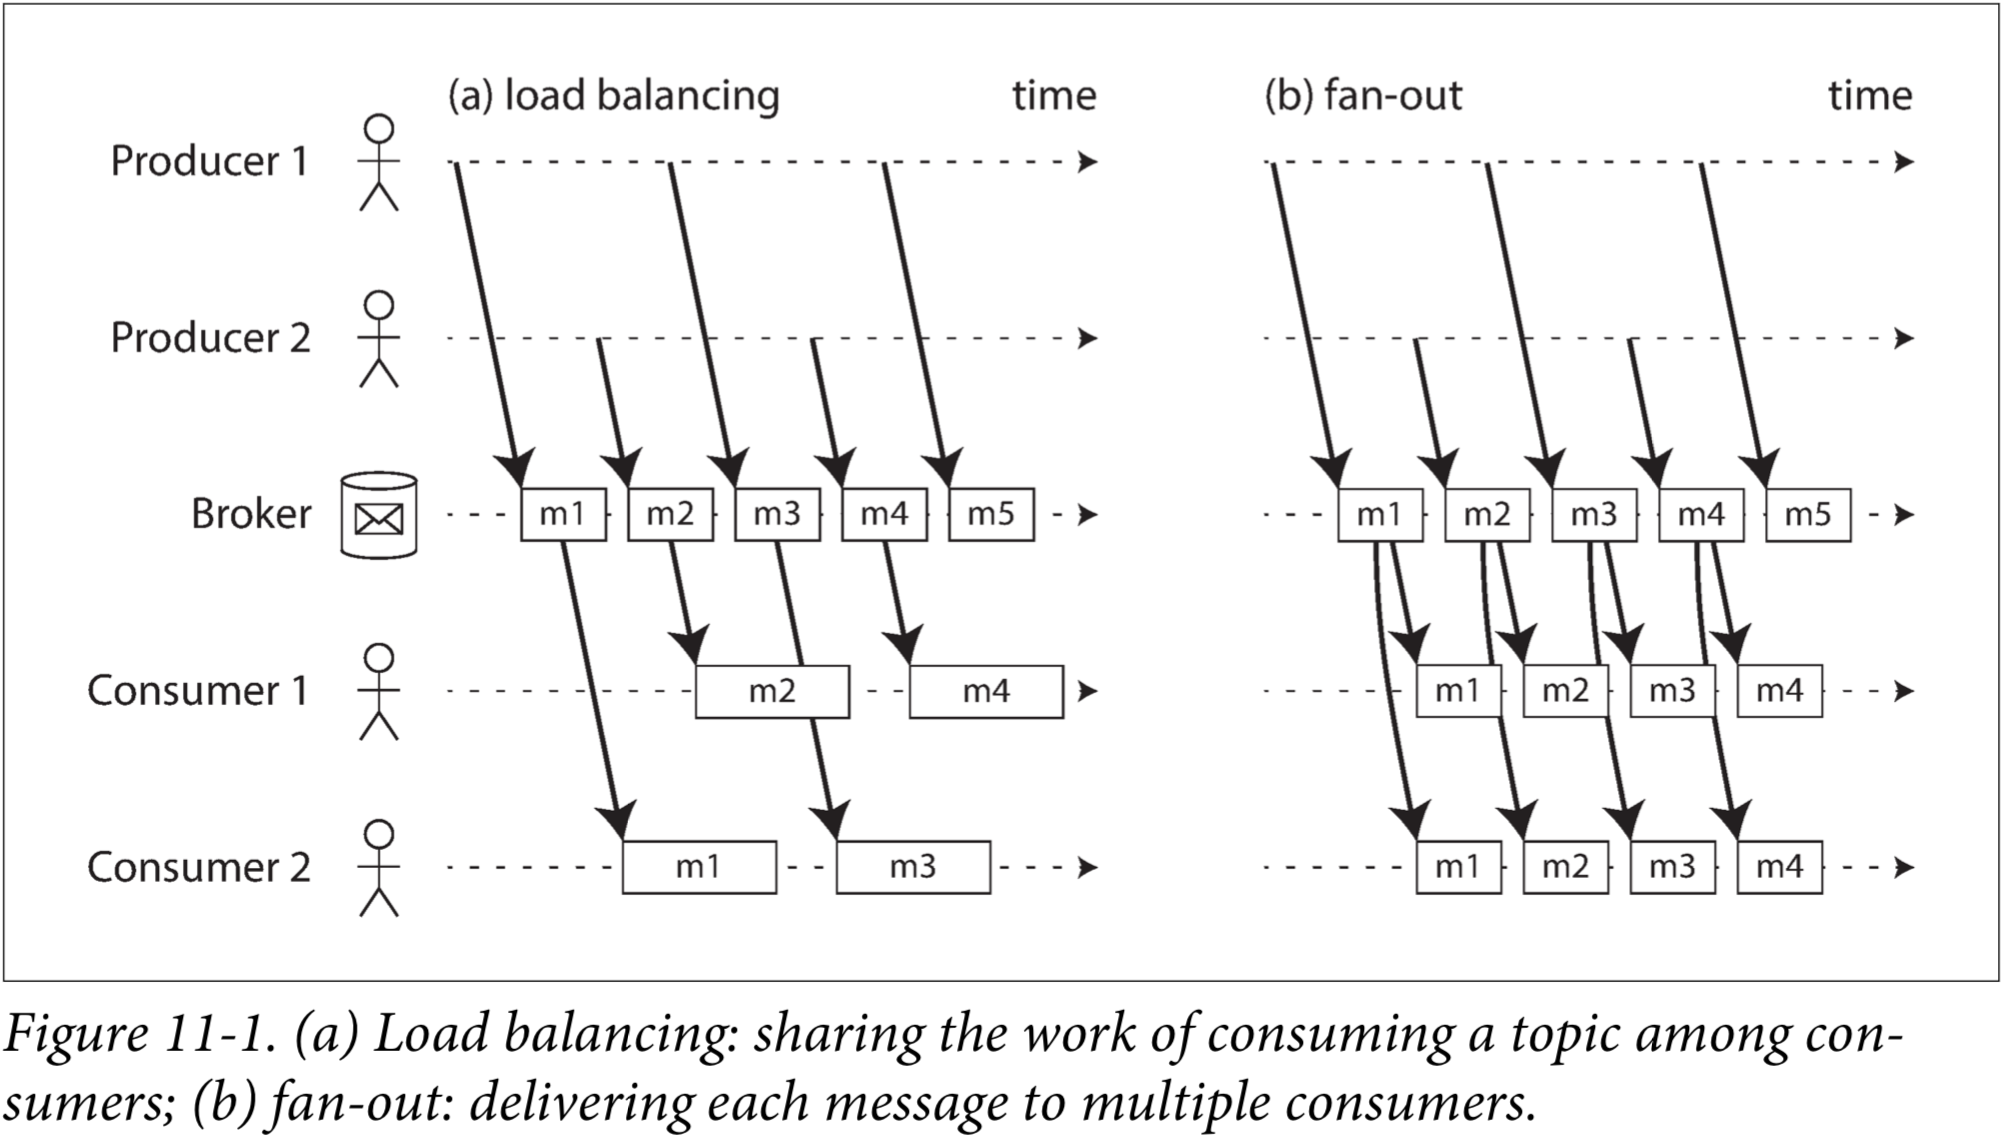 (a) load balancing time (b) fan-out time
Producer 1
Producer 2
Broker m1 m2 m3 m4 m5 m1 m2 m3 m4 m5
Consumer 1 m2 m4 m1 m2 m3 m4
Consumer 2 m1 m3 m1 m2 m3 m4
Figure 11-1. (a) Load balancing: sharing the work of consuming a topic among con-
sumers; (b) fan-out: delivering each message to multiple consumers.